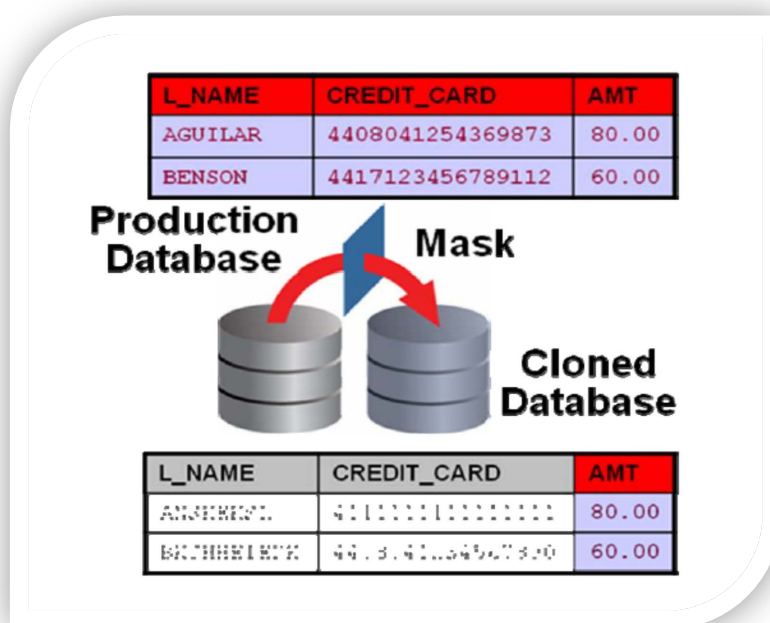 L_NAME CREDIT_CARD AMT
AGUILAR 4408041254369873 80.00
BENSON 4417123456789112 60.00
Production
Database
Mask
Cloned
Database
L_NAME CREDIT_CARD AMT
80.00
60.00